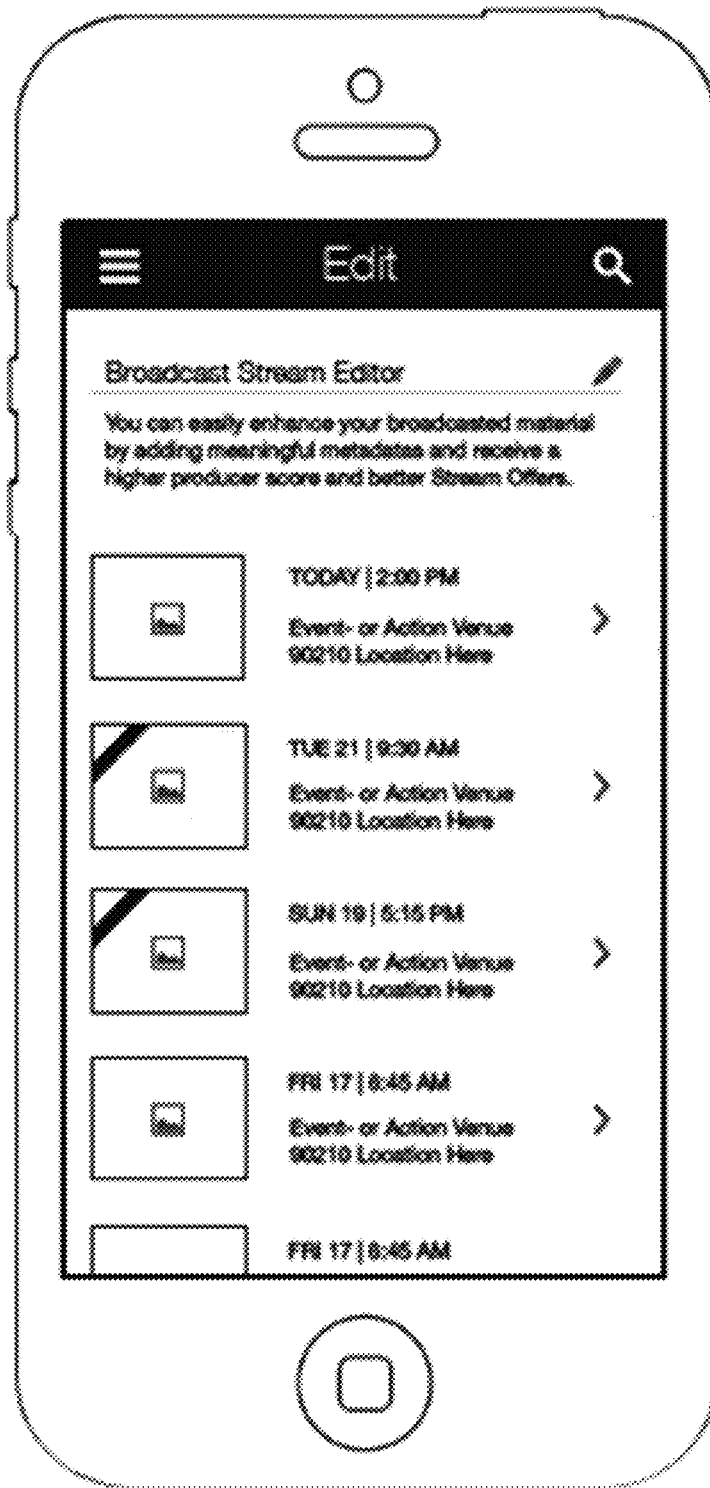 Edit
Broadcast Stream Editor
You can easily enhance your broadcasted material
by adding meaningful metadatas and receive a
higher producer score and better Stream Offers.
TODAY | 2:00 PM
Event- or Action Venue
90210 Location Here
TUE 21 | 9:30 AM
Event- or Action Venue
90210 Location Here
SUN 19 | 5:15 PM
Event- or Action Venue
90210 Location Here
FRI 17 | 8:45 AM
Event- or Action Venue
90210 Location Here
FRI 17 | 8:45 AM